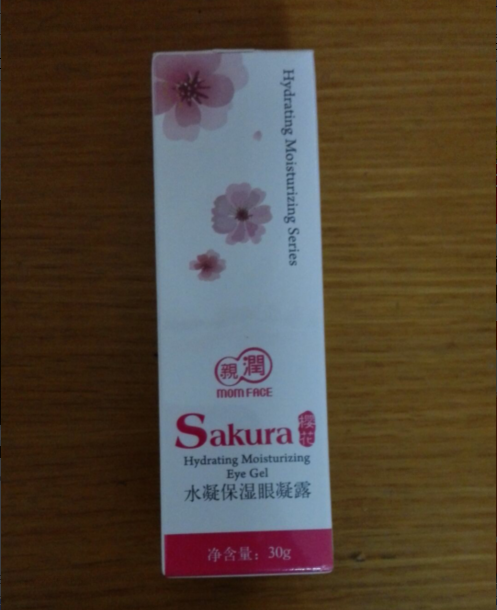 Hydrating Moisturizing Series
親潤
MOM FACE
Sakura 樱花
Hydrating Moisturizing
Eye Gel
水凝保湿眼凝露
净含量：30g